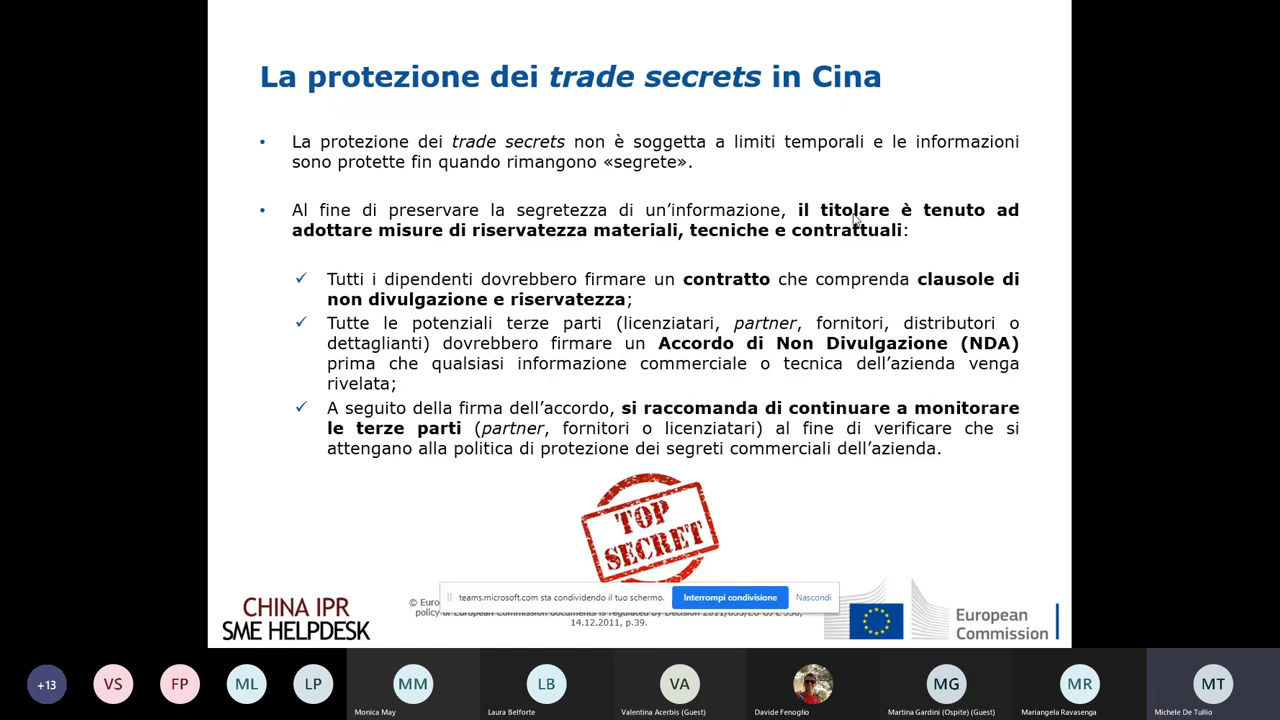 La protezione dei trade secrets in Cina
• La protezione dei trade secrets non è soggetta a limiti temporali e le informazioni
sono protette fin quando rimangono «segrete».
• Al fine di preservare la segretezza di un'informazione, il titolare è tenuto ad
adottare misure di riservatezza materiali, tecniche e contrattuali:
✓ Tutti i dipendenti dovrebbero firmare un contratto che comprenda clausole di
non divulgazione e riservatezza;
✓ Tutte le potenziali terze parti (licenziatari, partner, fornitori, distributori o
dettaglianti) dovrebbero firmare un Accordo di Non Divulgazione (NDA)
prima che qualsiasi informazione commerciale o tecnica dell'azienda venga
rivelata;
✓ A seguito della firma dell'accordo, si raccomanda di continuare a monitorare
le terze parti (partner, fornitori o licenziatari) al fine di verificare che si
attengano alla politica di protezione dei segreti commerciali dell'azienda.
TOP
SECRET
teams.microsoft.com sta condividendo il tuo schermo. Interrompi condivisione Nascondi
CHINA IPR
SME HELPDESK
©
policy of European Commission documents is regulated by Decision
14.12.2011, p.39.
European
Commission
+13 VS FP ML LP MM LB VA MG MR MT
Monica May Laura Belforte Valentina Acerbis (Guest) Davide Fenoglio Martina Gardini (Ospite) (Guest) Mariangela Ravasenga Michele De Tullio